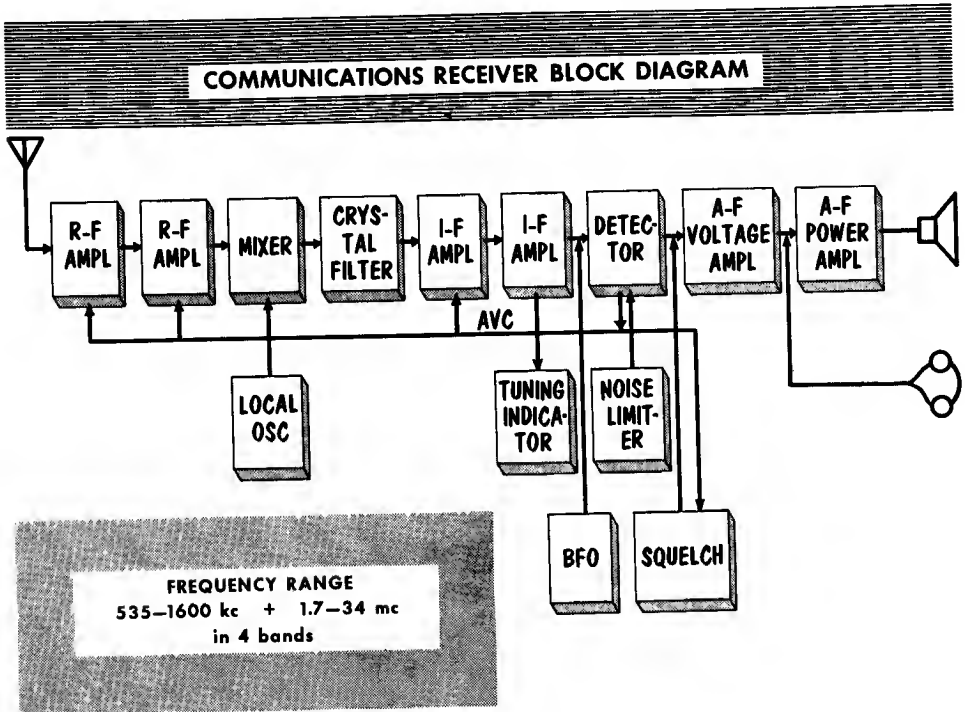 COMMUNICATIONS RECEIVER BLOCK DIAGRAM
R-F
AMPL
R-F
AMPL
MIXER
CRYS-
TAL
FILTER
I-F
AMPL
I-F
AMPL
DETEC-
TOR
A-F
VOLTAGE
AMPL
A-F
POWER
AMPL
AVC
LOCAL
OSC
TUNING
INDICA-
TOR
NOISE
LIMIT-
ER
BFO
SQUELCH
FREQUENCY RANGE
535–1600 kc + 1.7–34 mc
in 4 bands